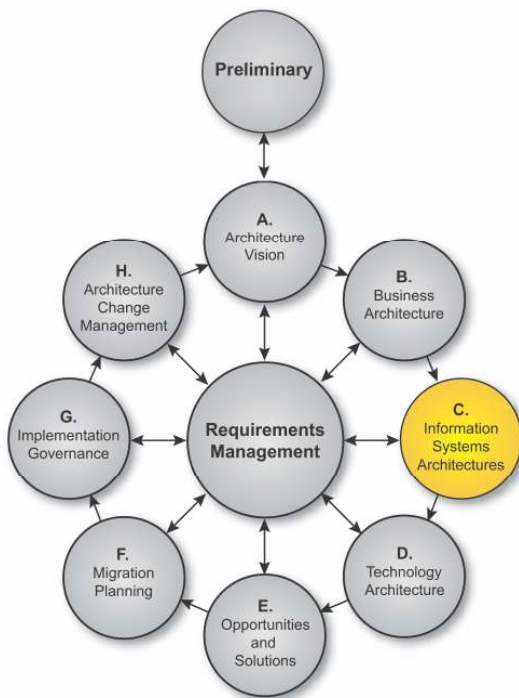 Preliminary
A.
Architecture
Vision
B.
Business
Architecture
C.
Information
Systems
Architectures
D.
Technology
Architecture
E.
Opportunities
and
Solutions
F.
Migration
Planning
G.
Implementation
Governance
H.
Architecture
Change
Management
Requirements
Management